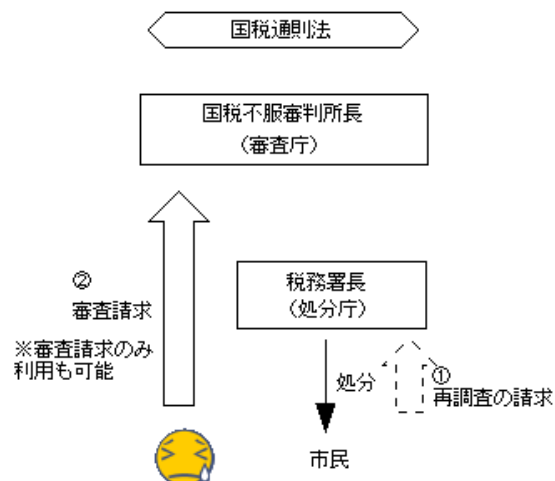 国税通則法
国税不服審判所長
(審査庁)
②
審査請求
※審査請求のみ
利用も可能
税務署長
(処分庁)
処分
①
再調査の請求
市民